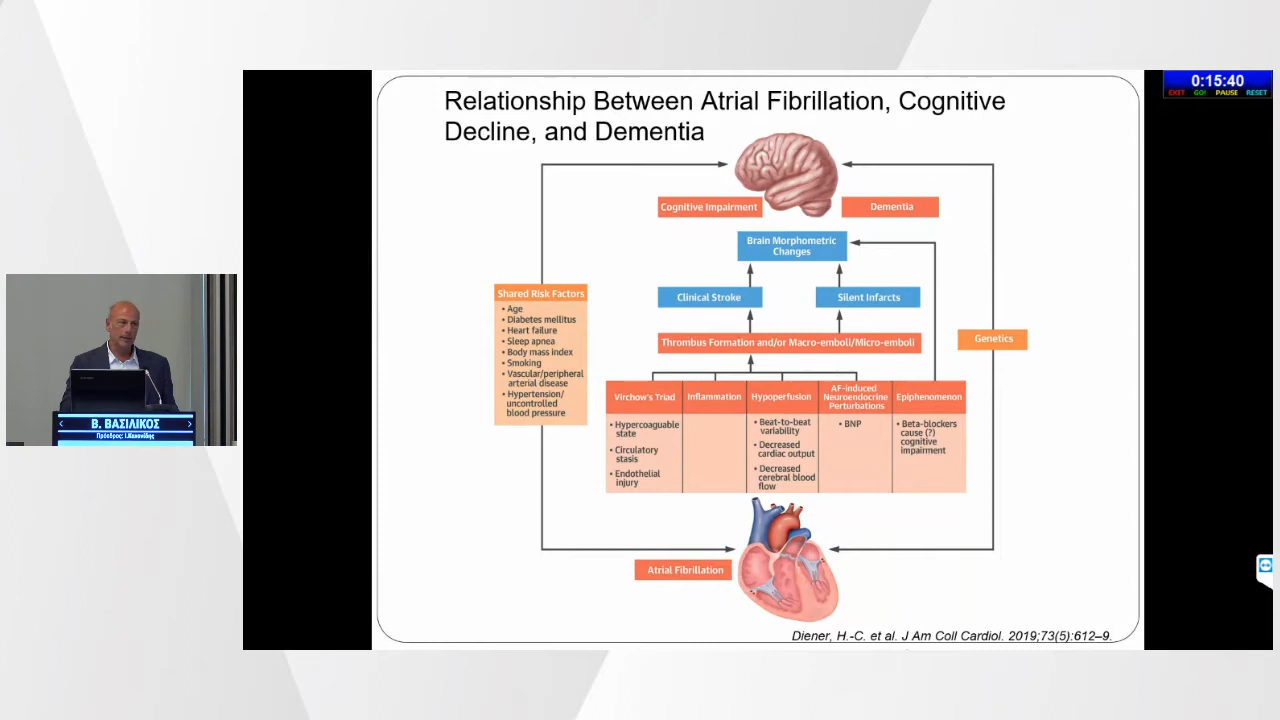 0:15:40
EXIT GO! PAUSE RESET
Relationship Between Atrial Fibrillation, Cognitive
Decline, and Dementia
Cognitive Impairment
Dementia
Brain Morphometric
Changes
Clinical Stroke
Silent Infarcts
Shared Risk Factors
• Age
• Diabetes mellitus
• Heart failure
• Sleep apnea
• Body mass index
• Smoking
• Vascular/peripheral
arterial disease
• Hypertension/
uncontrolled
blood pressure
Thrombus Formation and/or Macro-emboli/Micro-emboli
Genetics
Virchow's Triad
• Hypercoaguable
state
• Circulatory
stasis
• Endothelial
injury
Inflammation
Hypoperfusion
• Beat-to-beat
variability
• Decreased
cardiac output
• Decreased
cerebral blood
flow
AF-induced
Neuroendocrine
Perturbations
• BNP
Epiphenomenon
• Beta-blockers
cause (?)
cognitive
impairment
Atrial Fibrillation
Diener, H.-C. et al. J Am Coll Cardiol. 2019;73(5):612–9.
Β. ΒΑΣΙΛΙΚΟΣ
Πρόεδρος: Ι.Κανονίδης